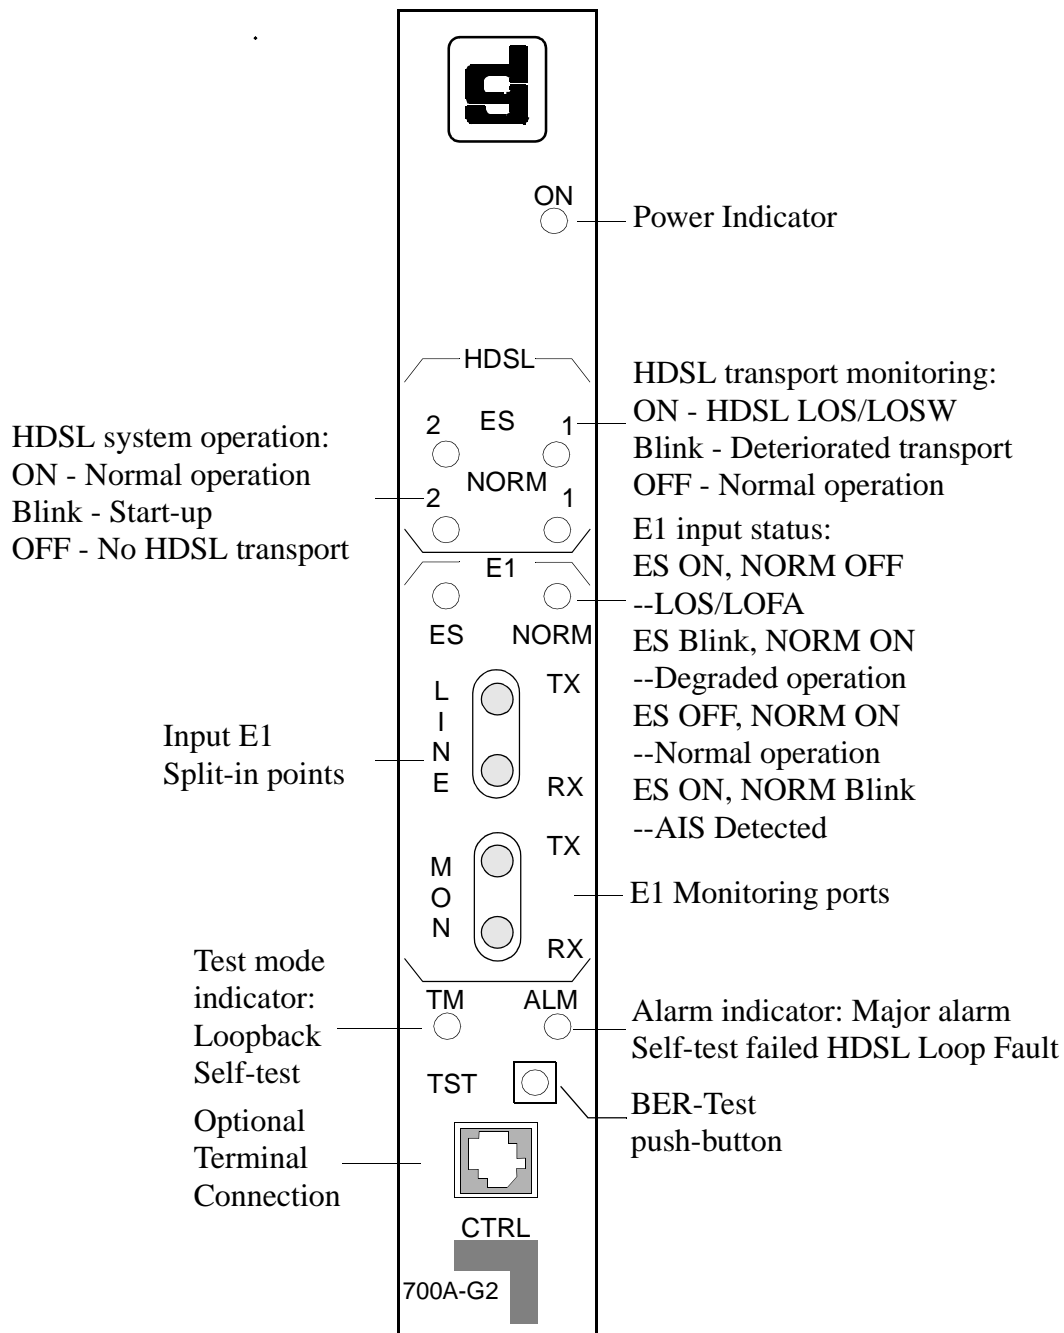 ON
Power Indicator
HDSL
HDSL transport monitoring:
ON - HDSL LOS/LOSW
Blink - Deteriorated transport
OFF - Normal operation
2 ES 1
HDSL system operation:
ON - Normal operation
Blink - Start-up
OFF - No HDSL transport
NORM
2 1
E1 input status:
ES ON, NORM OFF
--LOS/LOFA
ES Blink, NORM ON
--Degraded operation
ES OFF, NORM ON
--Normal operation
ES ON, NORM Blink
--AIS Detected
E1
ES NORM
LINE
TX
RX
Input E1
Split-in points
MON
TX
RX
E1 Monitoring ports
Test mode
indicator:
Loopback
Self-test
TM ALM
Alarm indicator: Major alarm
Self-test failed HDSL Loop Fault
TST
BER-Test
push-button
Optional
Terminal
Connection
CTRL
700A-G2